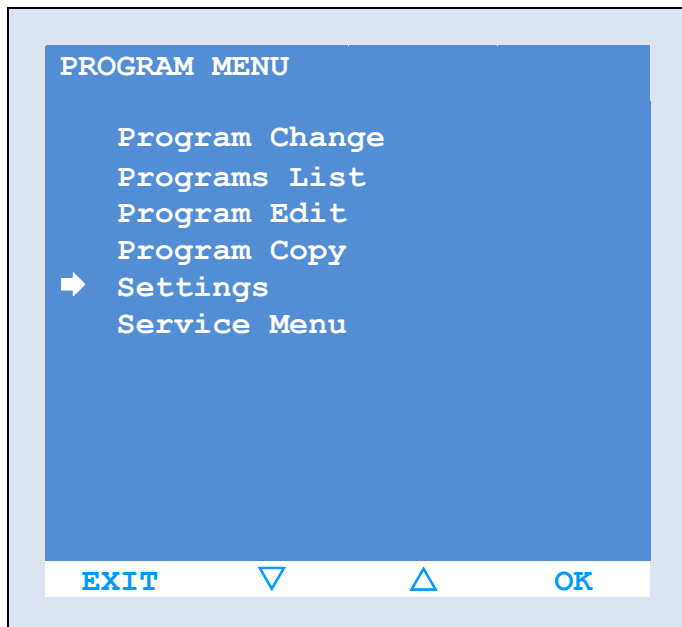 PROGRAM MENU
Program Change
Programs List
Program Edit
Program Copy
Settings
Service Menu
EXIT OK